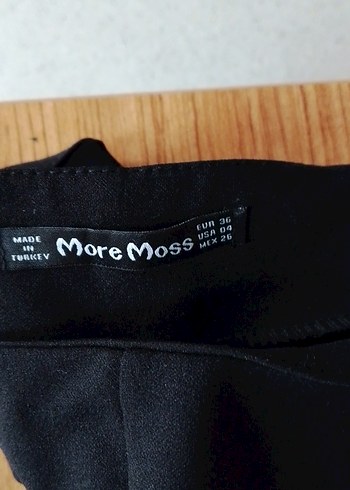 MADE
IN
TURKEY
More Moss
EUR 36
USA 04
MEX 26